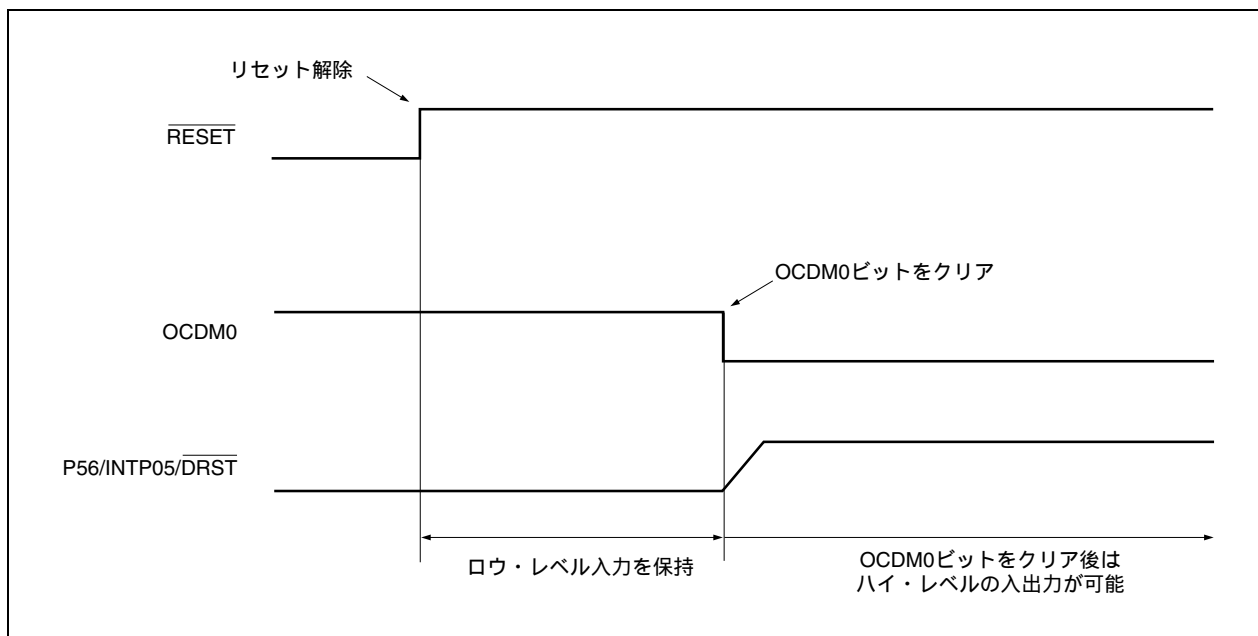 リセット解除
RESET
OCDM0ビットをクリア
OCDM0
P56/INTP05/DRST
ロウ・レベル入力を保持
OCDM0ビットをクリア後は
ハイ・レベルの入出力が可能